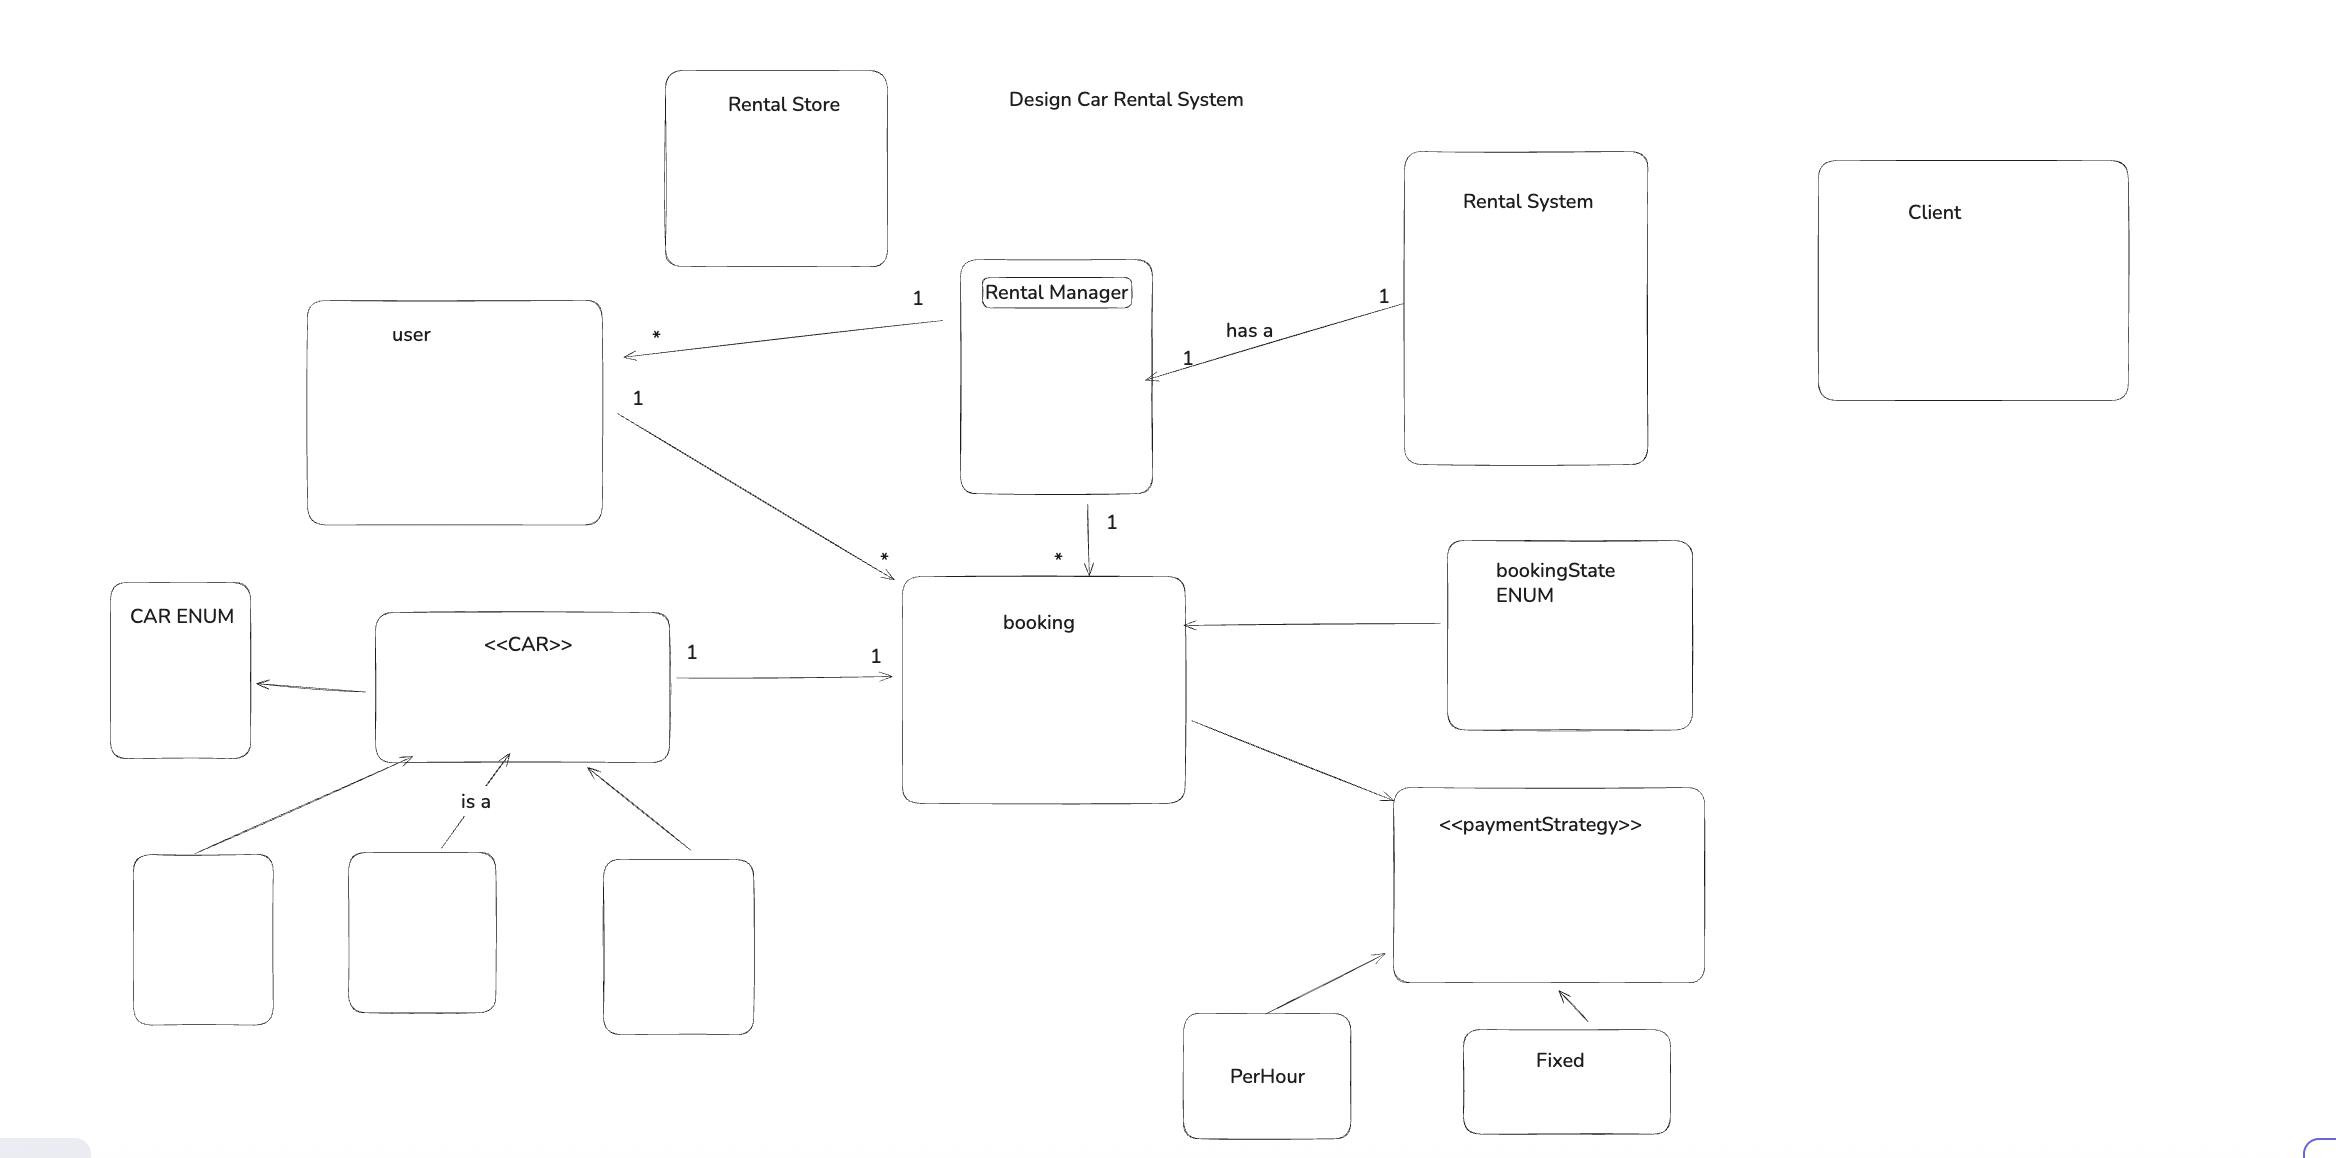 Rental Store
Design Car Rental System
Rental System
Client
Rental Manager
1
1
user
*
has a
1
1
1
1
*
*
bookingState
ENUM
CAR ENUM
booking
<<CAR>>
1
1
is a
<<paymentStrategy>>
Fixed
PerHour